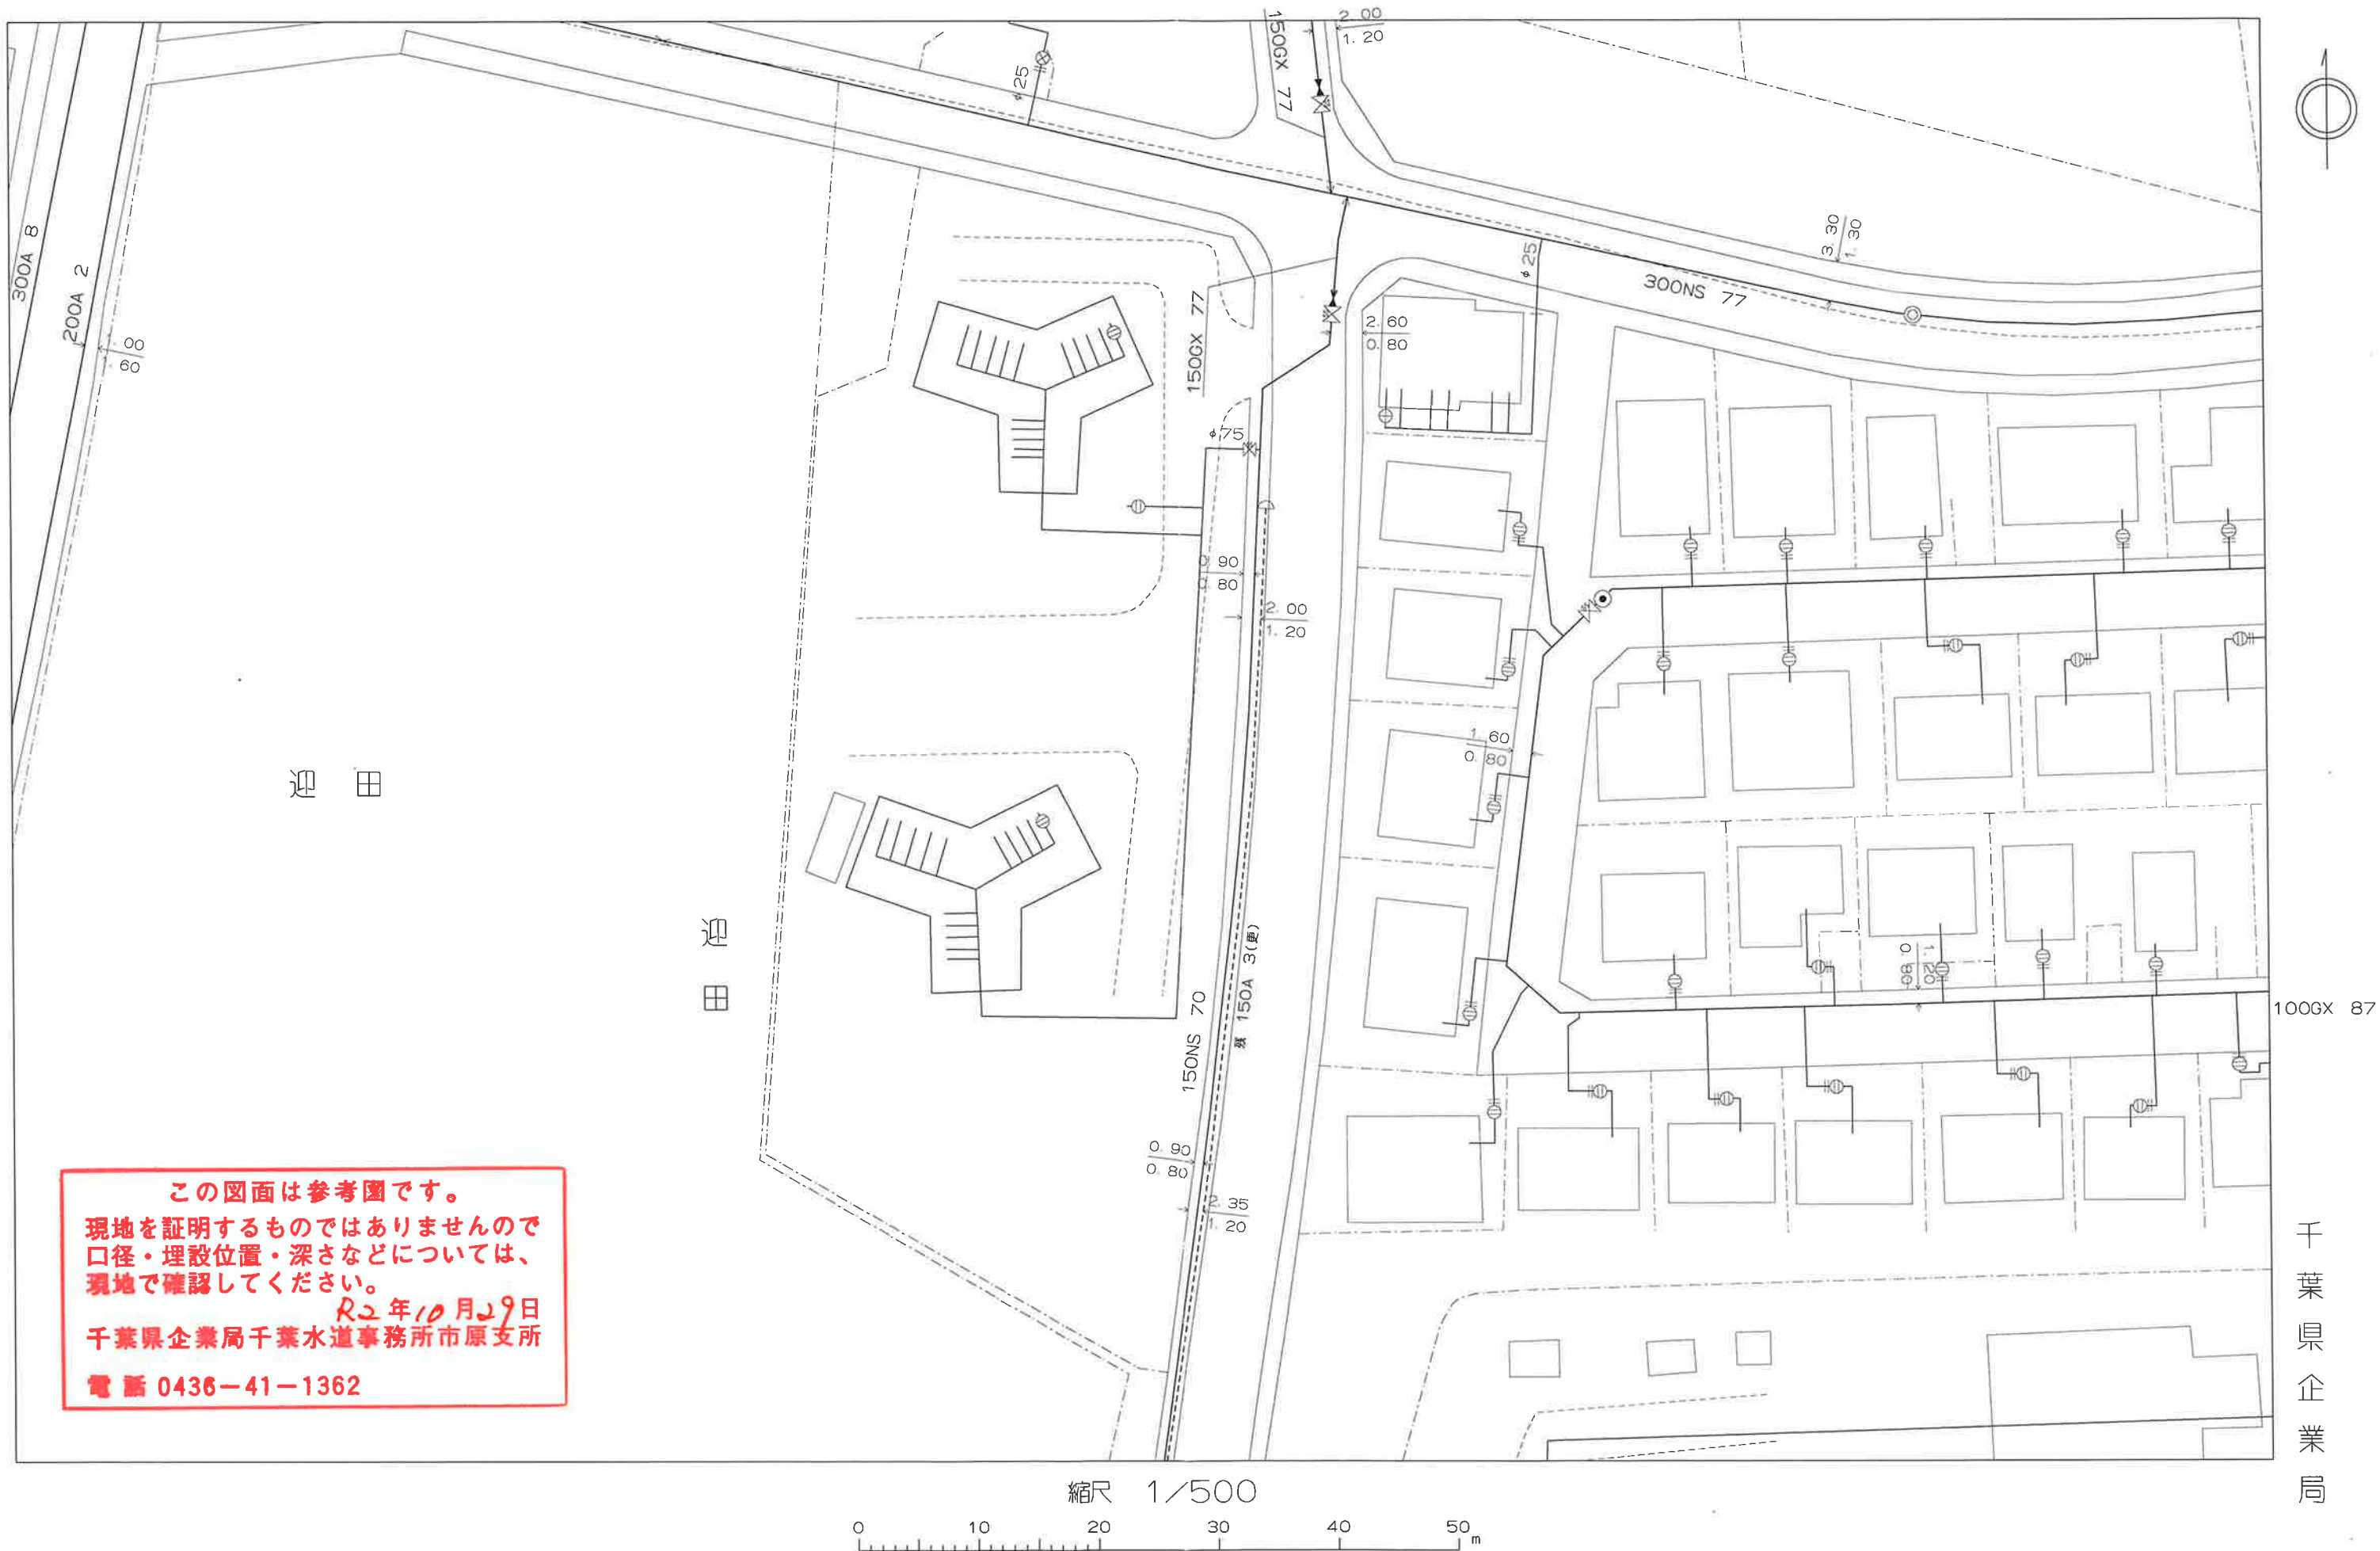 150GX 77
2.00
1.20
φ25
300A 8
200A 2
00
60
3.30
1.30
φ25
300NS 77
150GX 77
2.60
0.80
φ75
0.90
0.80
2.00
1.20
1.60
0.80
迎田
迎田
残 150A 3(更)
150NS 70
1.20
0.80
100GX 87
0.90
0.80
2.35
1.20
この図面は参考図です。
現地を証明するものではありませんので
口径・埋設位置・深さなどについては、
現地で確認してください。
R2年10月29日
千葉県企業局千葉水道事務所市原支所
電話 0436-41-1362
千葉県企業局
縮尺 1/500
0 10 20 30 40 50 m